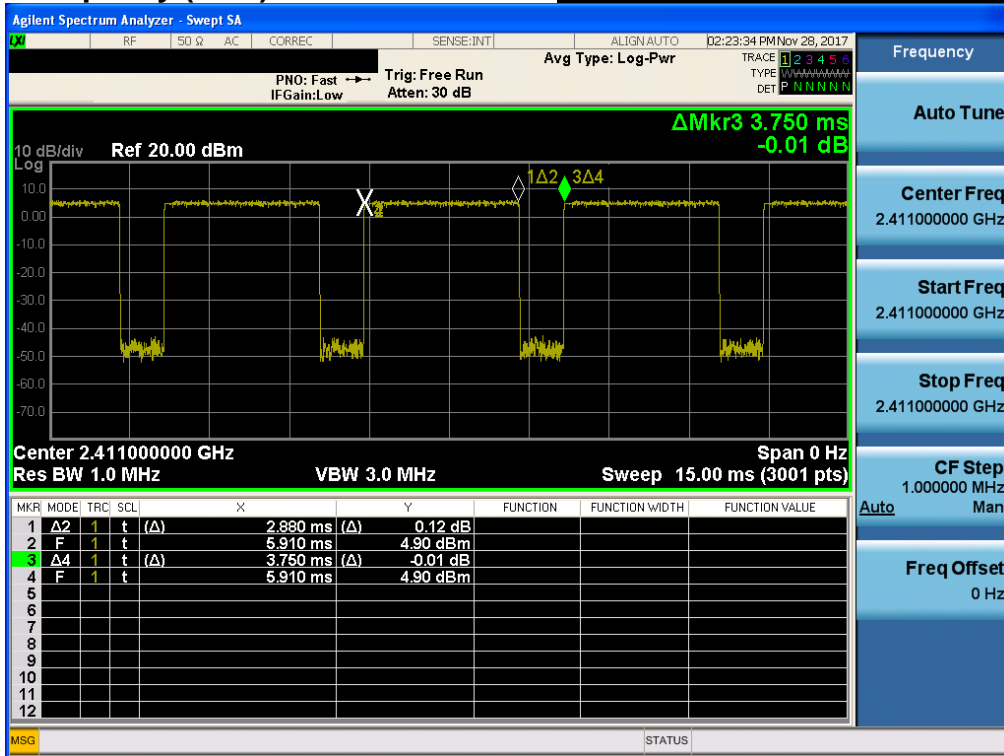 Agilent Spectrum Analyzer - Swept SA
LXI RF 50 Ω AC CORREC SENSE:INT ALIGN AUTO 02:23:34 PM Nov 28, 2017
Avg Type: Log-Pwr
TRACE 1 2 3 4 5 6
TYPE WWWWWW
DET P N N N N N
PNO: Fast
IFGain:Low
Trig: Free Run
Atten: 30 dB
ΔMkr3 3.750 ms
-0.01 dB
10 dB/div Ref 20.00 dBm
Log
10.0
0.00
-10.0
-20.0
-30.0
-40.0
-50.0
-60.0
-70.0
1Δ2 3Δ4
Center 2.411000000 GHz Span 0 Hz
Res BW 1.0 MHz VBW 3.0 MHz Sweep 15.00 ms (3001 pts)
MKR MODE TRC SCL X Y FUNCTION FUNCTION WIDTH FUNCTION VALUE
1 Δ2 1 t (Δ) 2.880 ms (Δ) 0.12 dB
2 F 1 t 5.910 ms 4.90 dBm
3 Δ4 1 t (Δ) 3.750 ms (Δ) -0.01 dB
4 F 1 t 5.910 ms 4.90 dBm
5
6
7
8
9
10
11
12
MSG STATUS
Frequency
Auto Tune
Center Freq
2.411000000 GHz
Start Freq
2.411000000 GHz
Stop Freq
2.411000000 GHz
CF Step
1.000000 MHz
Auto Man
Freq Offset
0 Hz